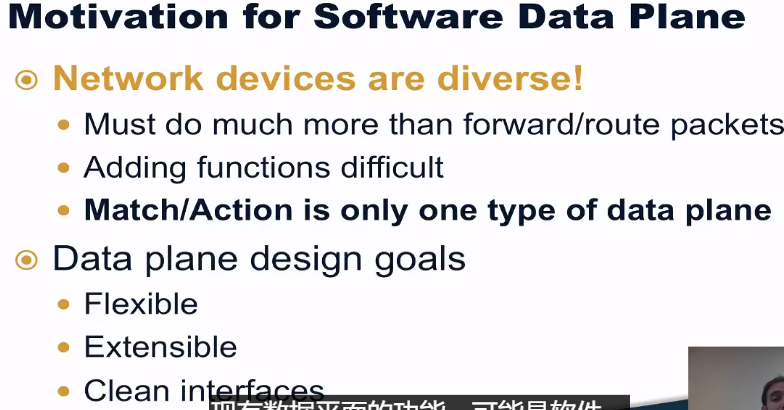 Motivation for Software Data Plane
Network devices are diverse!
Must do much more than forward/route packets
Adding functions difficult
Match/Action is only one type of data plane
Data plane design goals
Flexible
Extensible
Clean interfaces
现有数据平面的功能，可能是软件